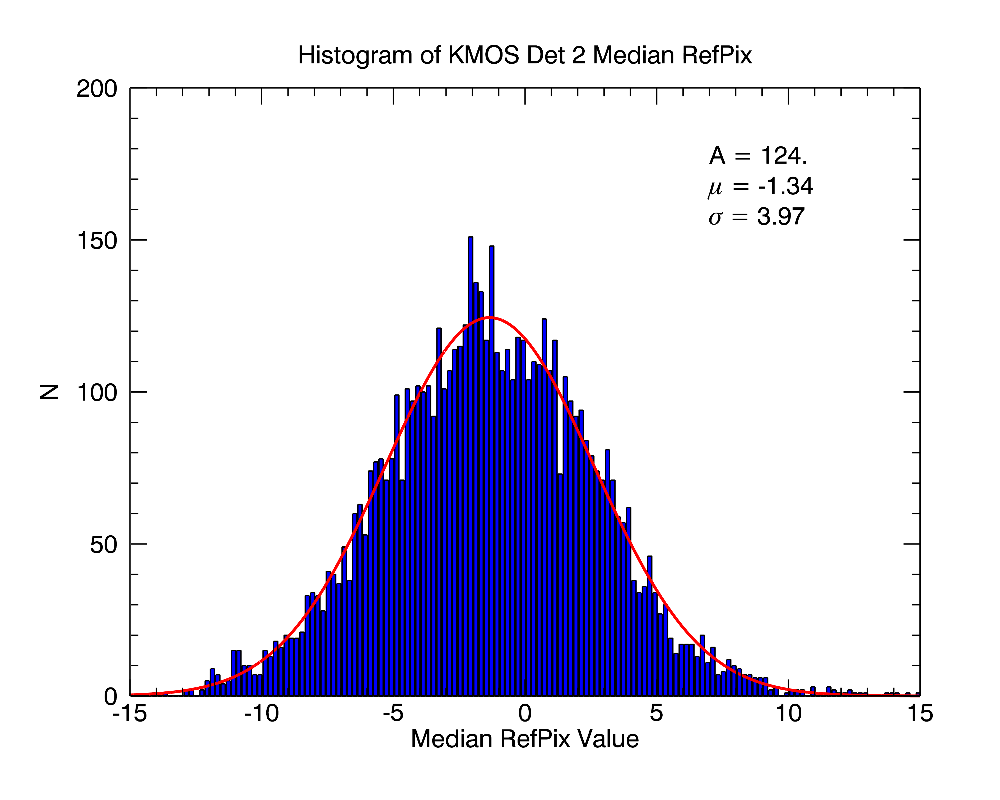 Histogram of KMOS Det 2 Median RefPix
200
A = 124.
μ = -1.34
σ = 3.97
150
N
100
50
0
-15 -10 -5 0 5 10 15
Median RefPix Value